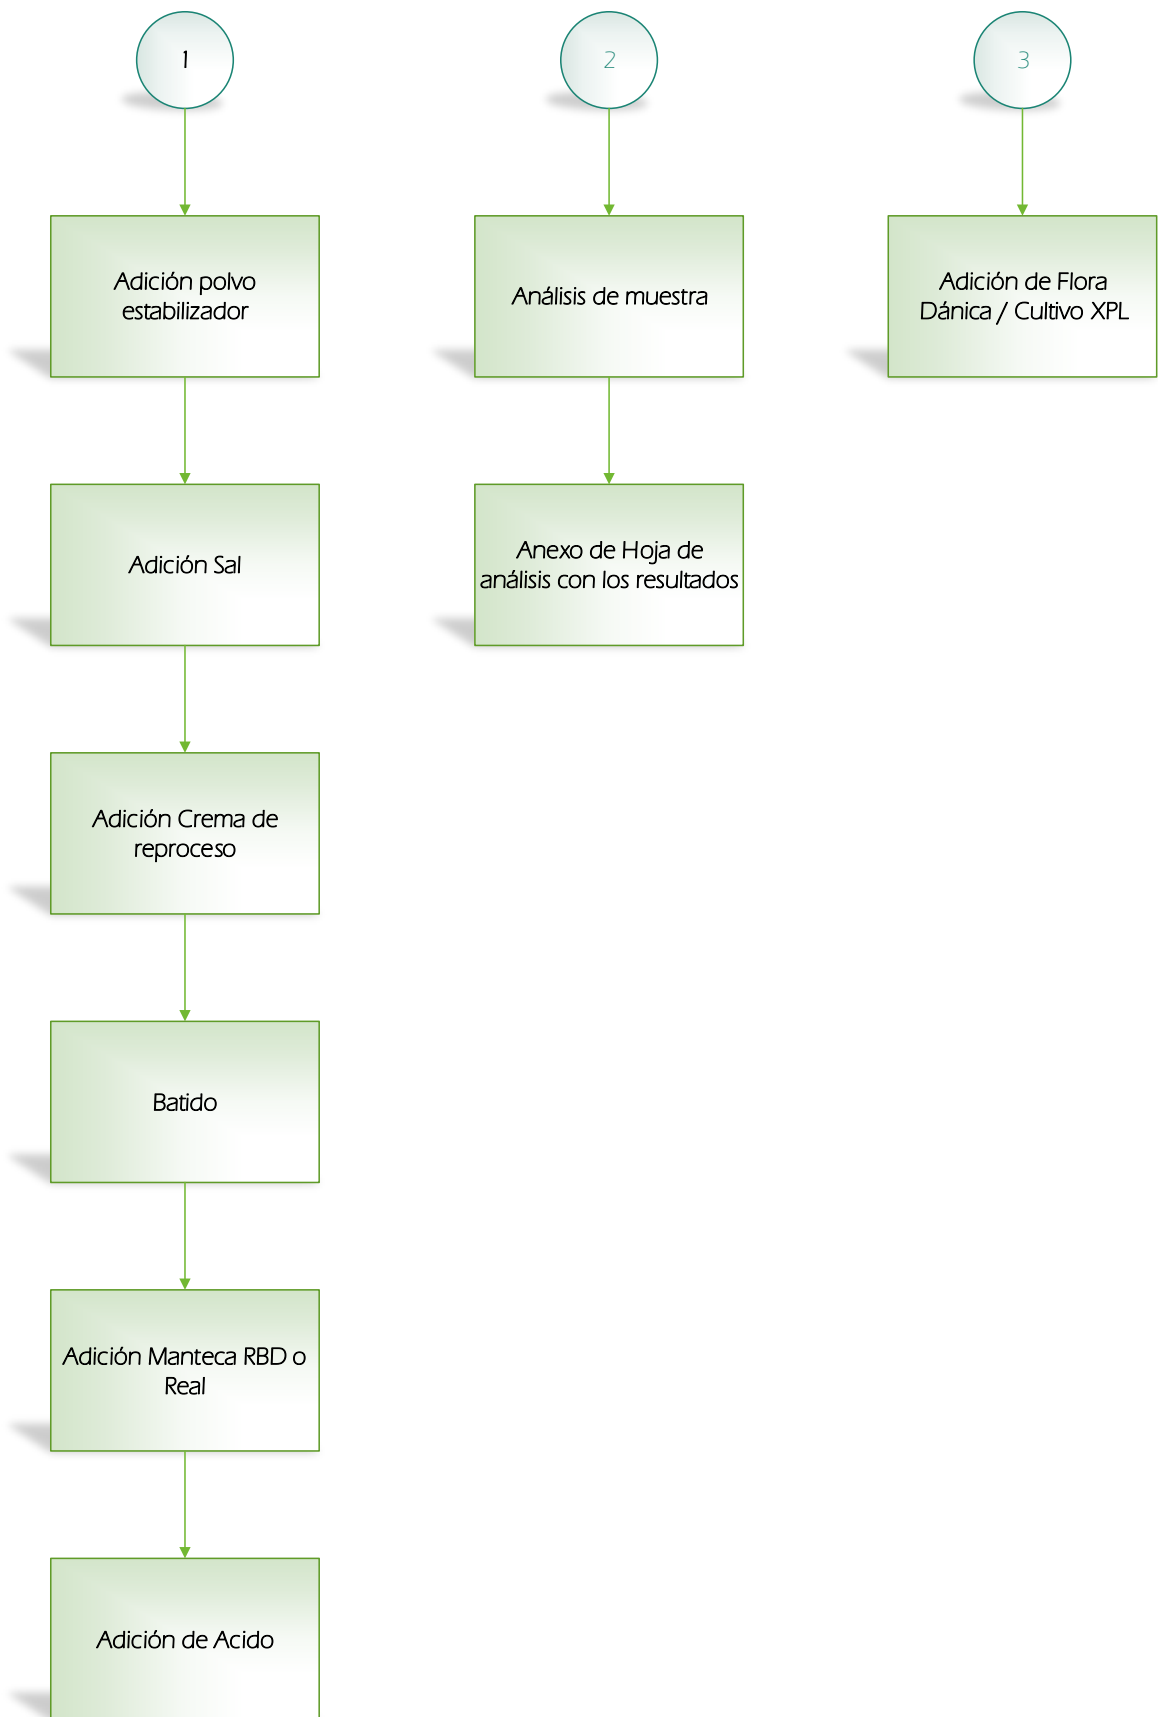 1
2
3
Adición polvo
estabilizador
Análisis de muestra
Adición de Flora
Dánica / Cultivo XPL
Adición Sal
Anexo de Hoja de
análisis con los resultados
Adición Crema de
reproceso
Batido
Adición Manteca RBD o
Real
Adición de Acido